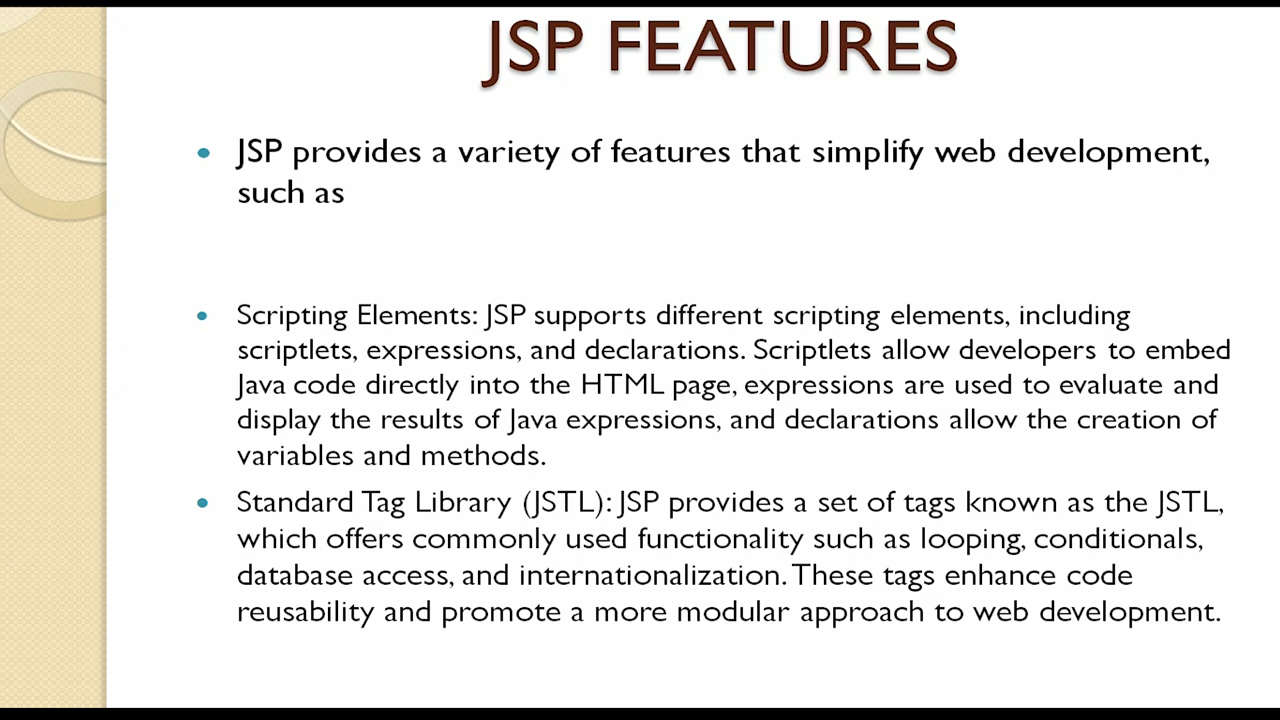 JSP FEATURES
JSP provides a variety of features that simplify web development,
such as
Scripting Elements: JSP supports different scripting elements, including
scriptlets, expressions, and declarations. Scriptlets allow developers to embed
Java code directly into the HTML page, expressions are used to evaluate and
display the results of Java expressions, and declarations allow the creation of
variables and methods.
Standard Tag Library (JSTL): JSP provides a set of tags known as the JSTL,
which offers commonly used functionality such as looping, conditionals,
database access, and internationalization. These tags enhance code
reusability and promote a more modular approach to web development.